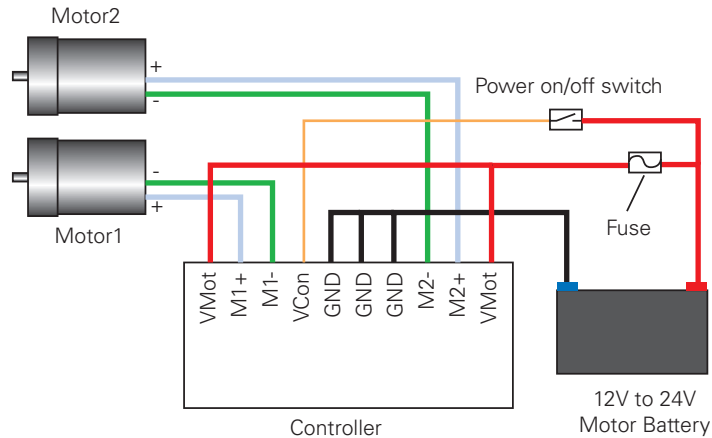 Motor2
+
-
Power on/off switch
-
+
Motor1
Fuse
VMot
M1+
M1-
VCon
GND
GND
GND
M2-
M2+
VMot
Controller
12V to 24V
Motor Battery